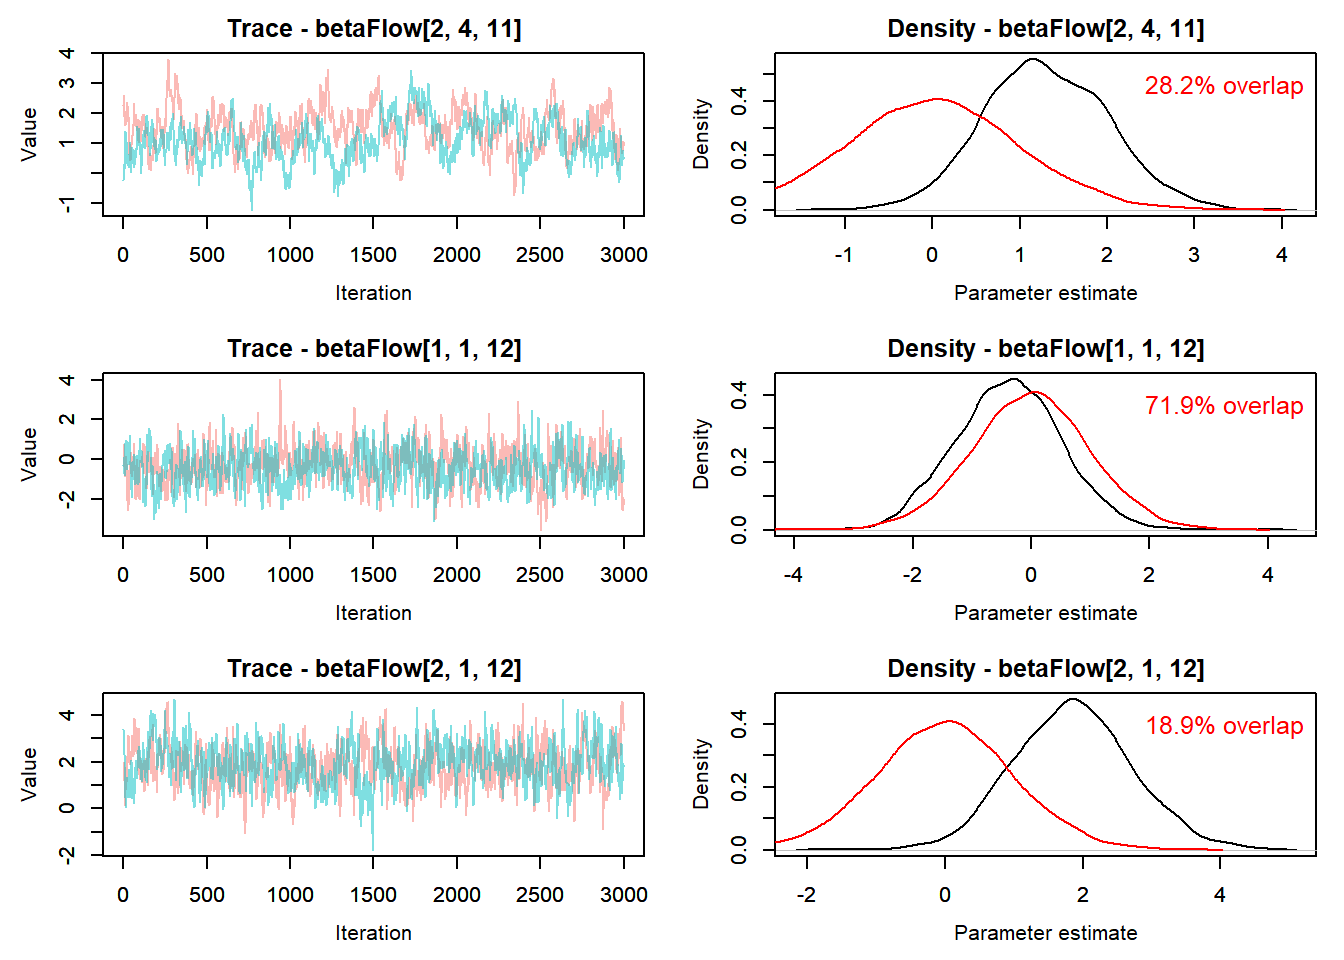 Trace - betaFlow[2, 4, 11]
Value
4
3
2
1
-1
0 500 1000 1500 2000 2500 3000
Iteration
Density - betaFlow[2, 4, 11]
28.2% overlap
Density
0.4
0.2
0.0
-1 0 1 2 3 4
Parameter estimate
Trace - betaFlow[1, 1, 12]
Value
4
2
0
-2
0 500 1000 1500 2000 2500 3000
Iteration
Density - betaFlow[1, 1, 12]
71.9% overlap
Density
0.4
0.2
0.0
-4 -2 0 2 4
Parameter estimate
Trace - betaFlow[2, 1, 12]
Value
4
2
0
-2
0 500 1000 1500 2000 2500 3000
Iteration
Density - betaFlow[2, 1, 12]
18.9% overlap
Density
0.4
0.2
0.0
-2 0 2 4
Parameter estimate